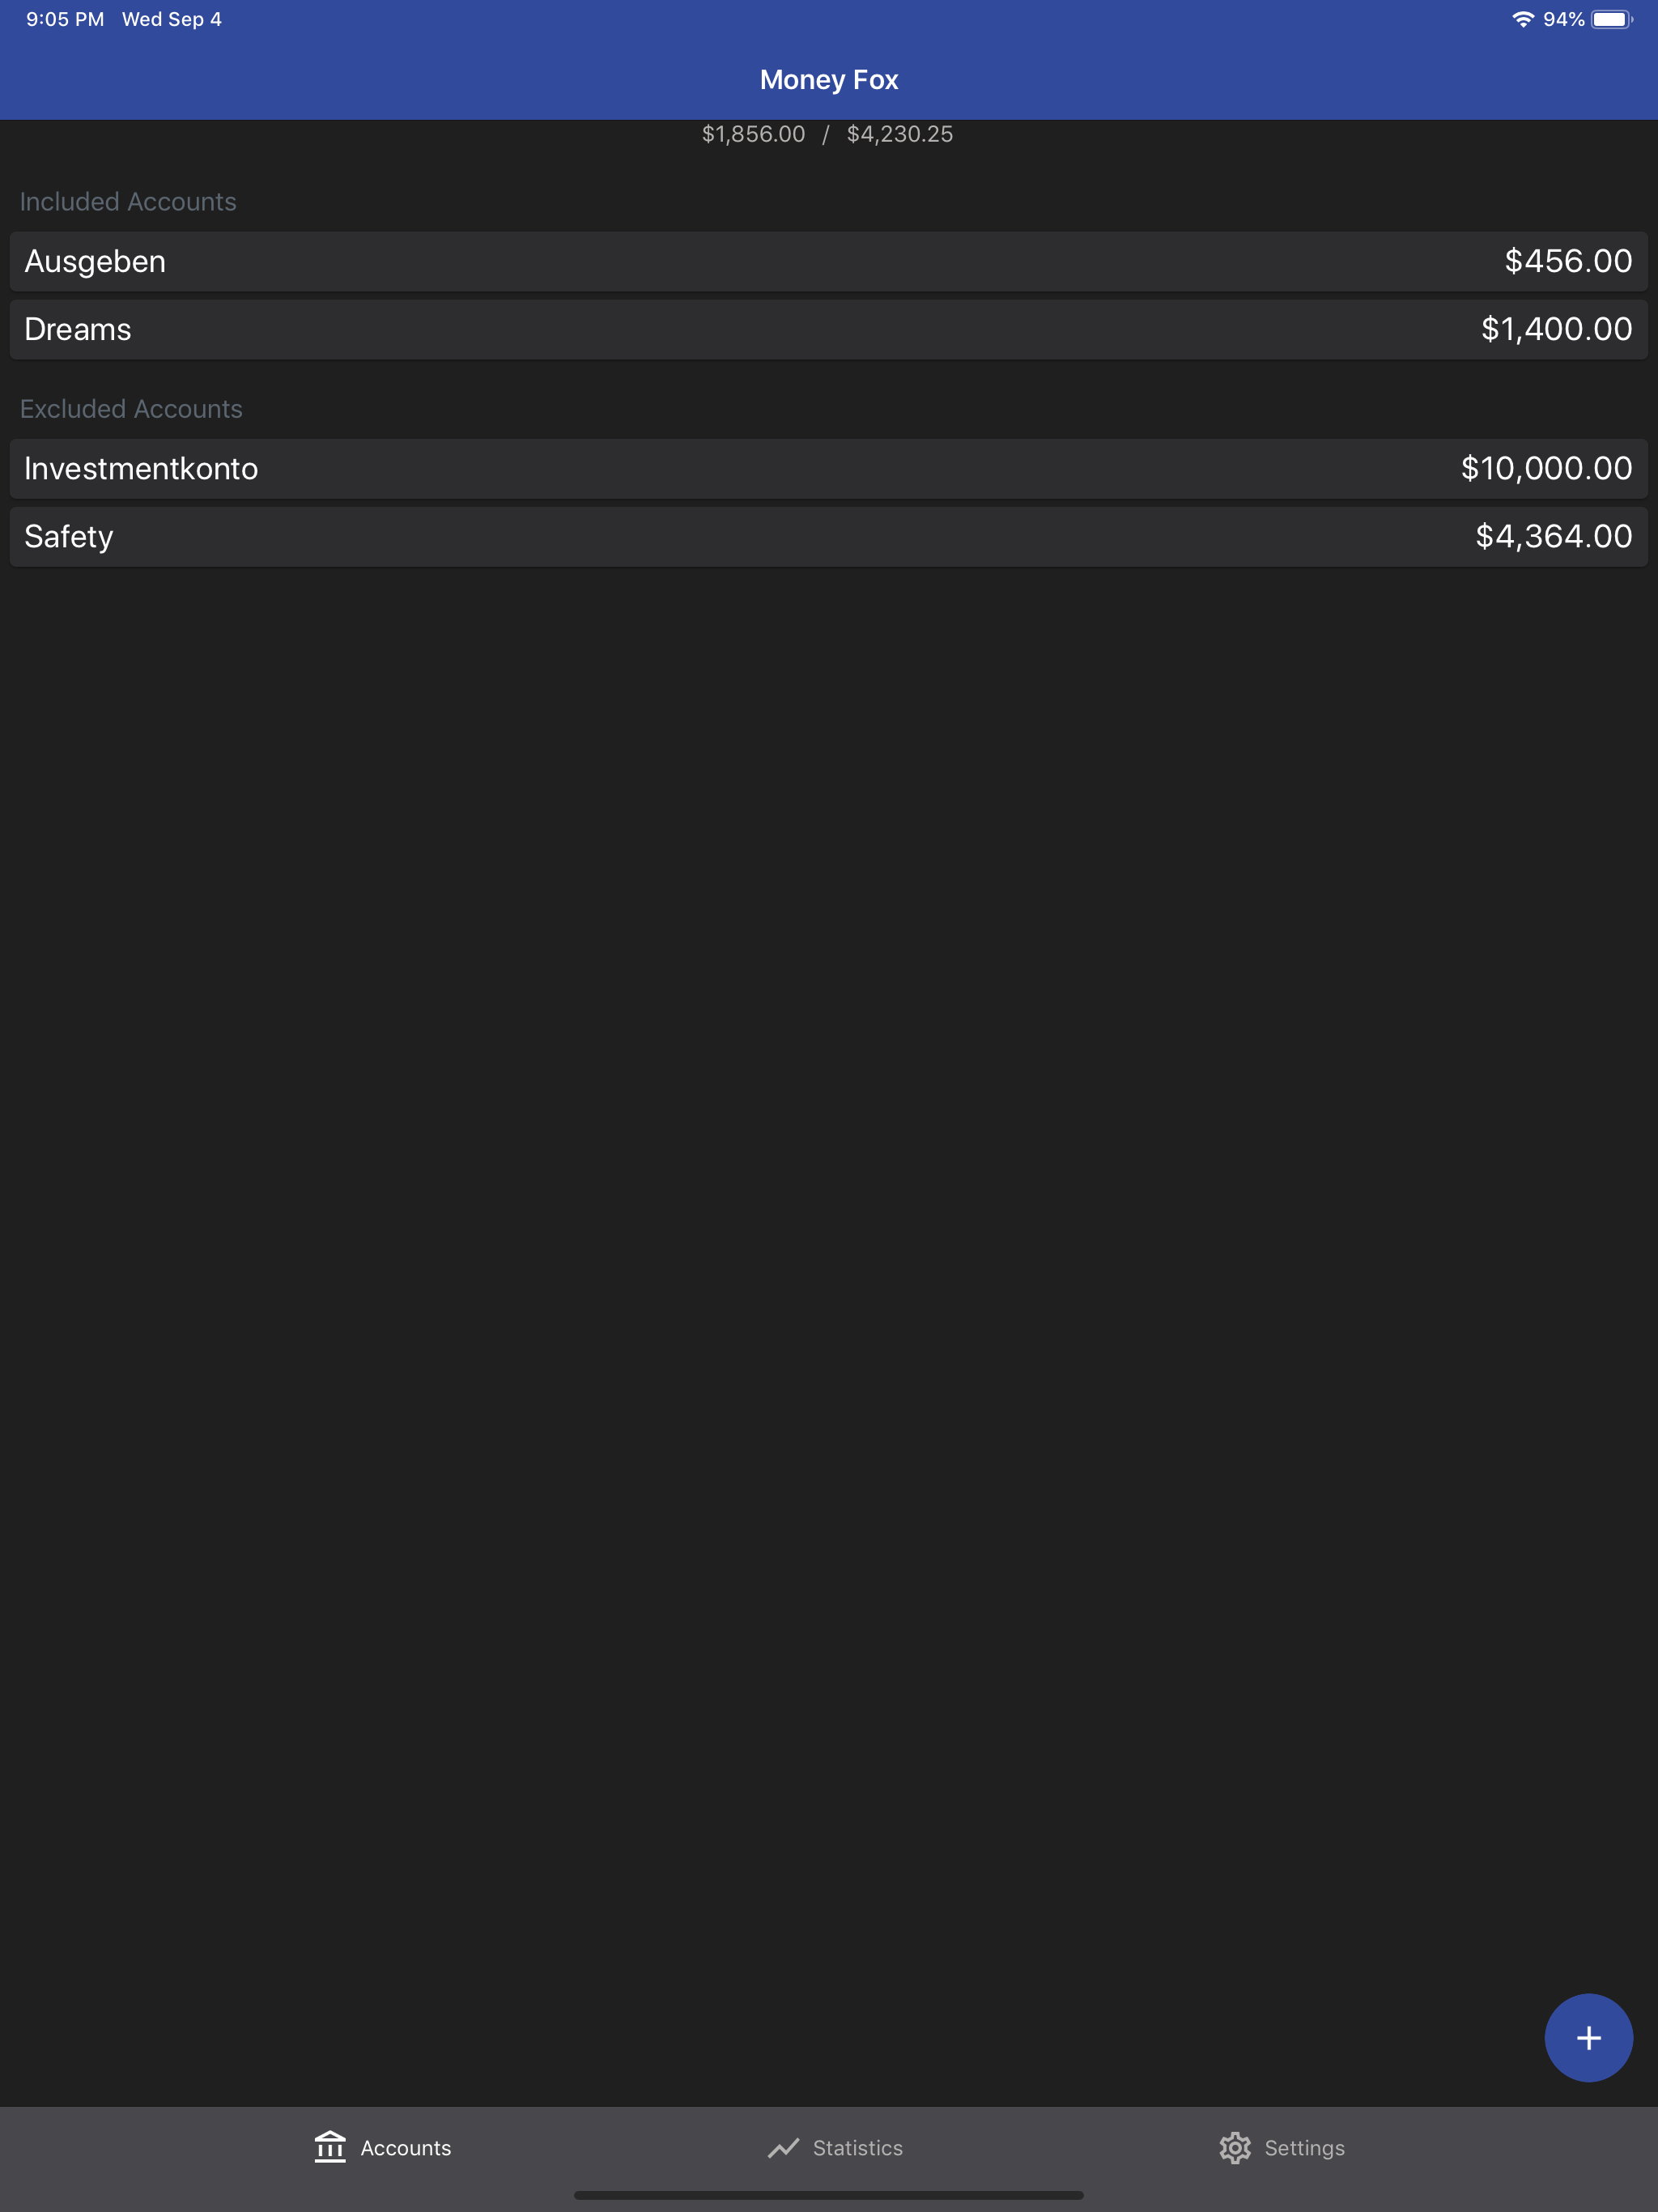 9:05 PM Wed Sep 4 94%
Money Fox
$1,856.00 / $4,230.25
Included Accounts
Ausgeben $456.00
Dreams $1,400.00
Excluded Accounts
Investmentkonto $10,000.00
Safety $4,364.00
+
Accounts Statistics Settings